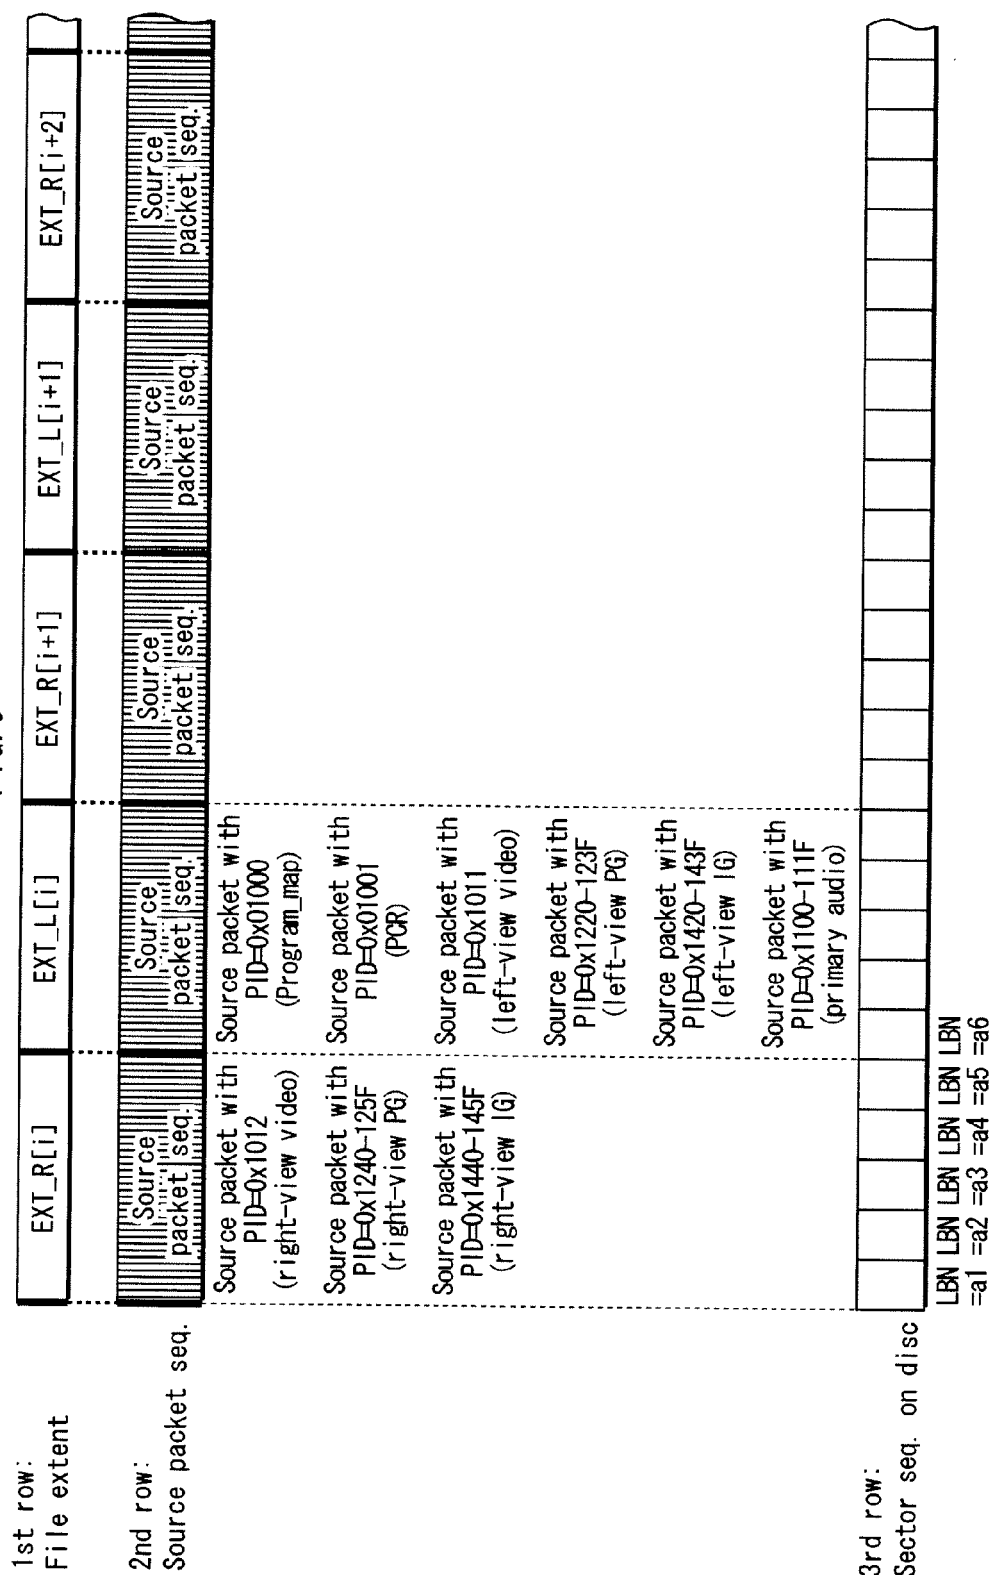 1st row:
File extent
EXT_R[i]
EXT_L[i]
EXT_R[i+1]
EXT_L[i+1]
EXT_R[i+2]
2nd row:
Source packet seq.
Source
packet seq.
Source
packet seq.
Source
packet seq.
Source
packet seq.
Source
packet seq.
Source packet with
PID=0x1012
(right-view video)
Source packet with
PID=0x1240-125F
(right-view PG)
Source packet with
PID=0x1440-145F
(right-view IG)
Source packet with
PID=0x01000
(Program_map)
Source packet with
PID=0x01001
(PCR)
Source packet with
PID=0x1011
(left-view video)
Source packet with
PID=0x1220-123F
(left-view PG)
Source packet with
PID=0x1420-143F
(left-view IG)
Source packet with
PID=0x1100-111F
(primary audio)
3rd row:
Sector seq. on disc
LBN LBN LBN LBN LBN LBN
=a1 =a2 =a3 =a4 =a5 =a6